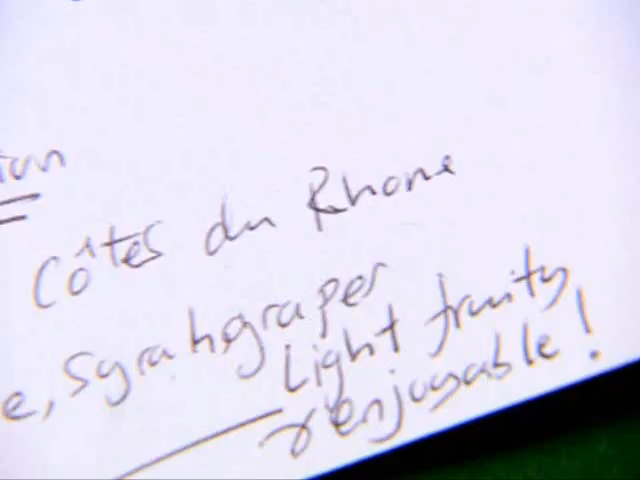 Côtes du Rhone
e, Syrah grapes
Light fruity
& enjoyable!